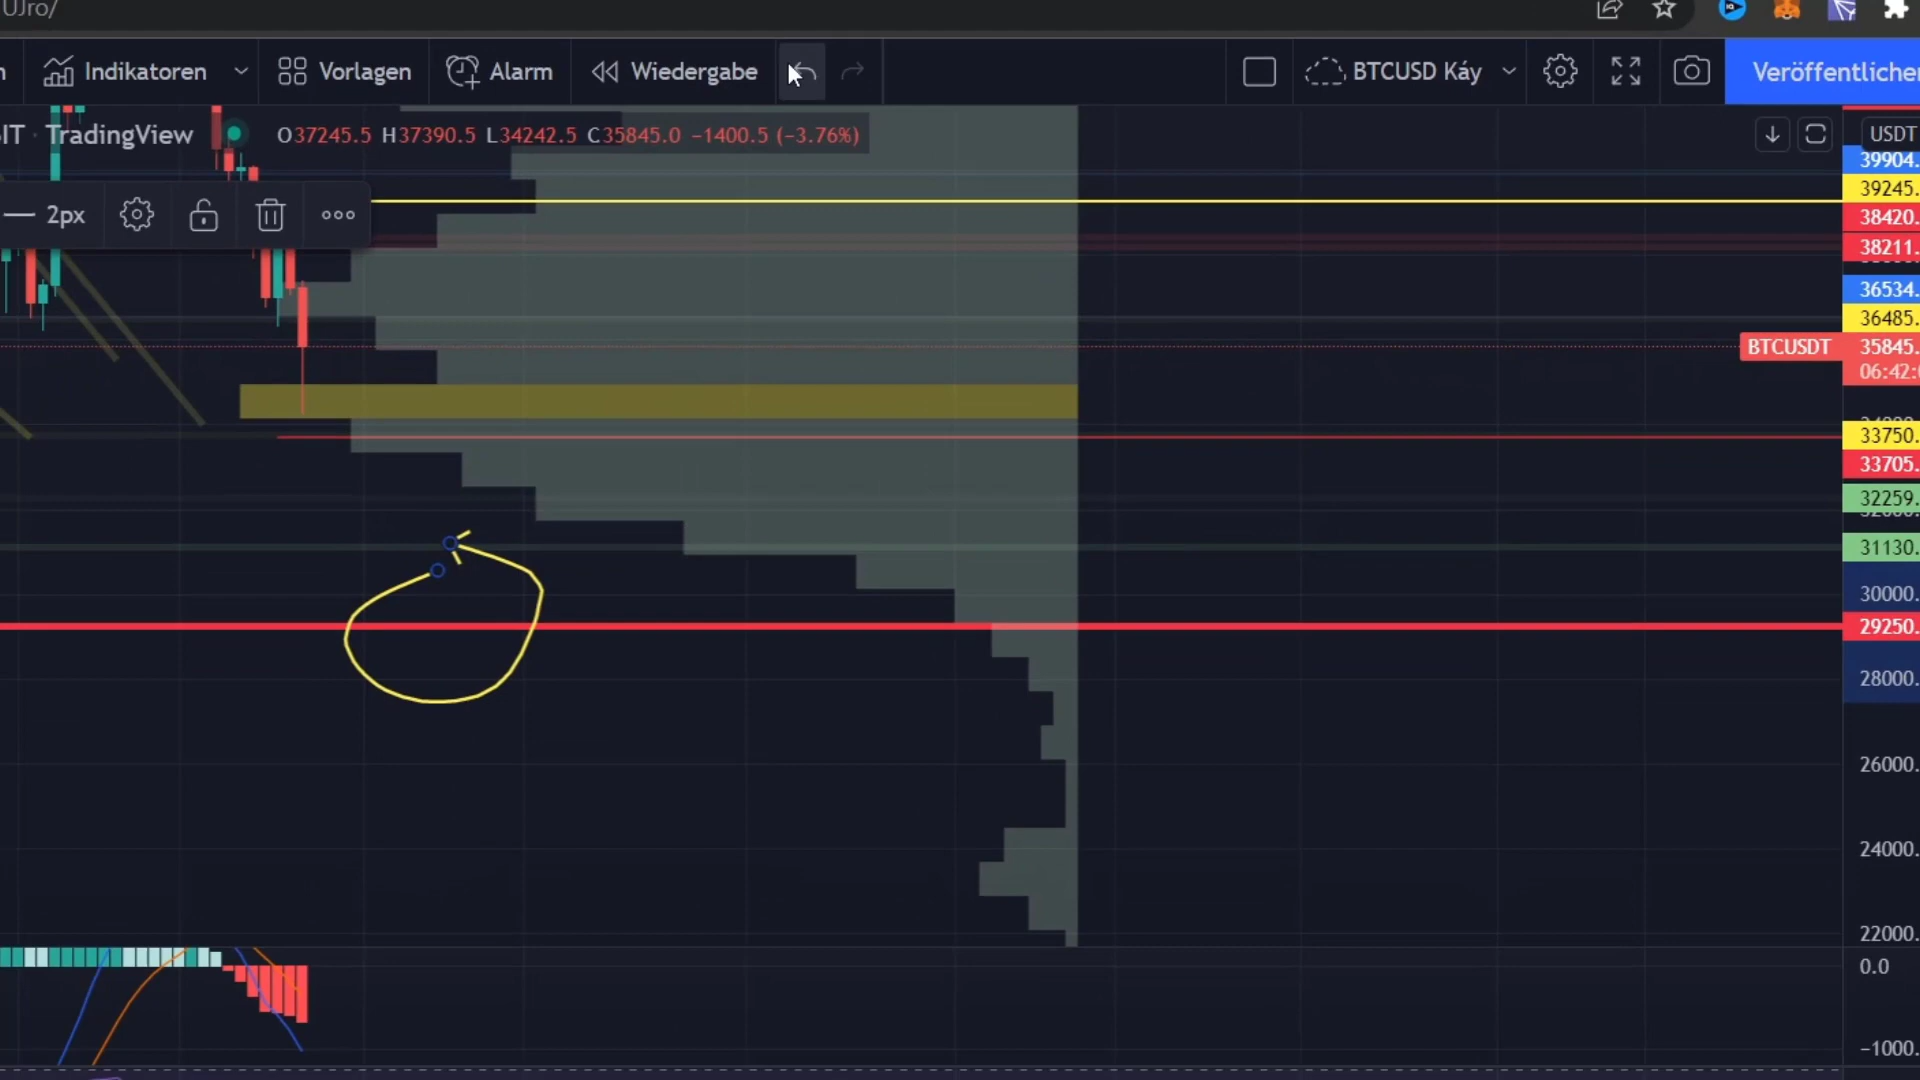 UJro/
Indikatoren
Vorlagen
Alarm
Wiedergabe
BTCUSD Káy
Veröffentlichen
IT · TradingView
O37245.5 H37390.5 L34242.5 C35845.0 −1400.5 (−3.76%)
USDT
2px
39904.
39245.
38420.
38211.
36534.
36485.
BTCUSDT 35845.
06:42:
33750.
33705.
32259.
31130.
30000.
29250.
28000.
26000.
24000.
22000.
0.0
−1000.